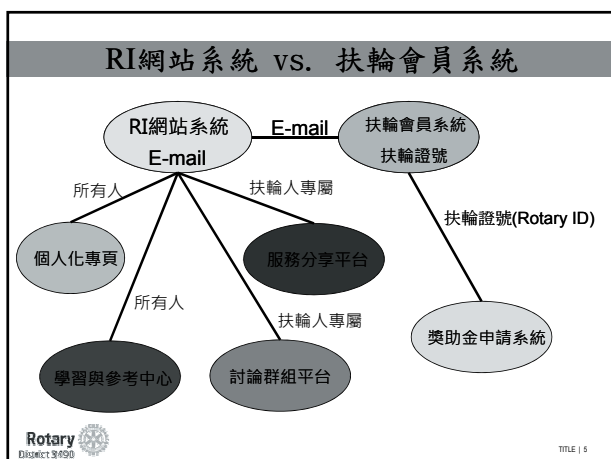 RI網站系統 vs. 扶輪會員系統
RI網站系統
E-mail
E-mail
扶輪會員系統
扶輪證號
所有人
扶輪人專屬
扶輪證號(Rotary ID)
個人化專頁
服務分享平台
所有人
扶輪人專屬
獎助金申請系統
學習與參考中心
討論群組平台
Rotary
District 3490
TITLE | 5